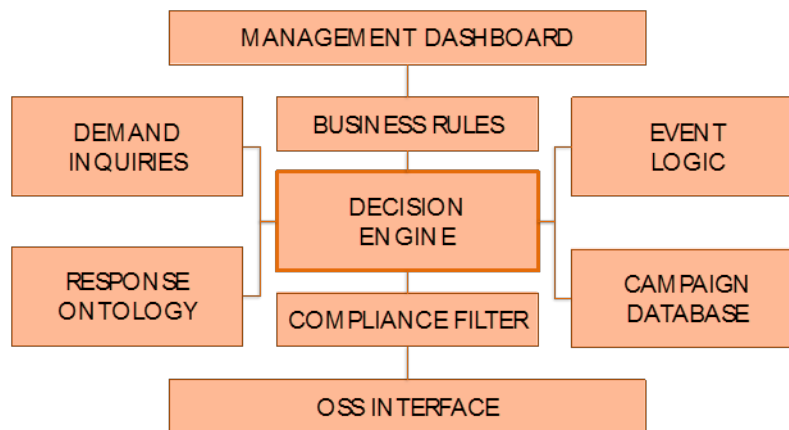 MANAGEMENT DASHBOARD
DEMAND
INQUIRIES
BUSINESS RULES
EVENT
LOGIC
DECISION
ENGINE
RESPONSE
ONTOLOGY
COMPLIANCE FILTER
CAMPAIGN
DATABASE
OSS INTERFACE